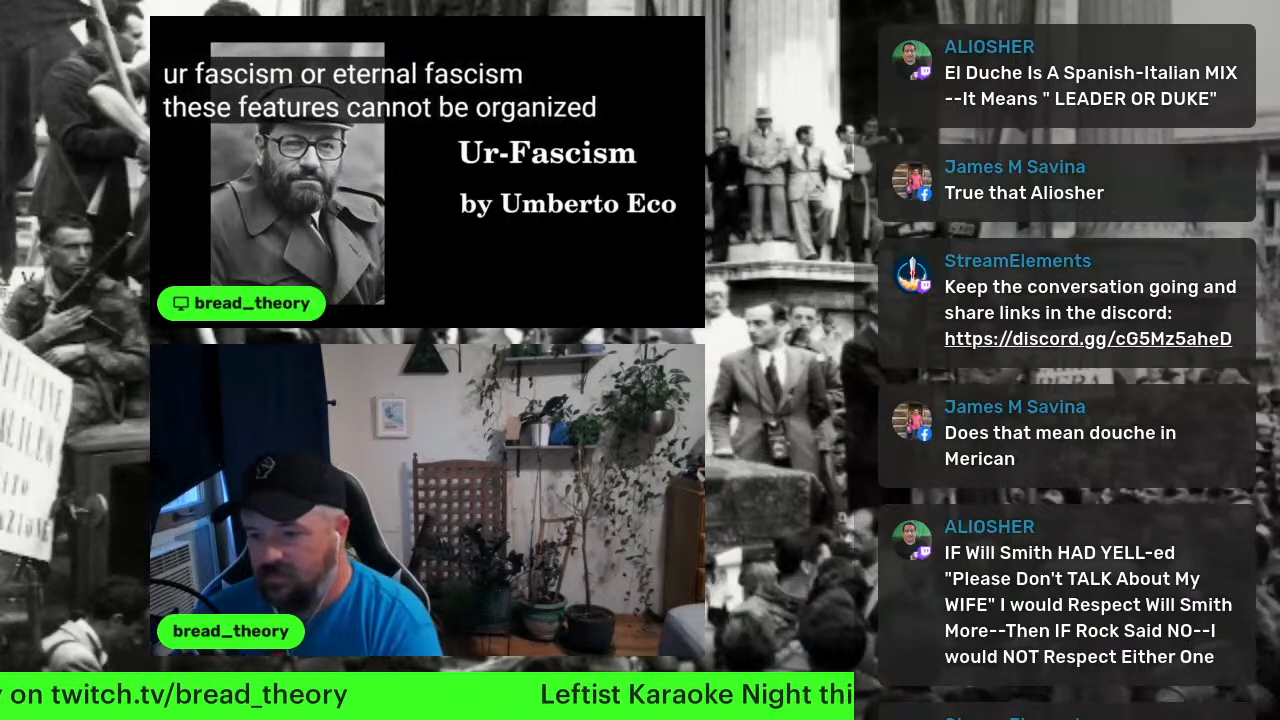 ur fascism or eternal fascism
these features cannot be organized
Ur-Fascism
by Umberto Eco
bread_theory
bread_theory
on twitch.tv/bread_theory
Leftist Karaoke Night thi
ALIOSHER
El Duche Is A Spanish-Italian MIX
--It Means " LEADER OR DUKE"
James M Savina
True that Aliosher
StreamElements
Keep the conversation going and
share links in the discord:
https://discord.gg/cG5Mz5aheD
James M Savina
Does that mean douche in
Merican
ALIOSHER
IF Will Smith HAD YELL-ed
"Please Don't TALK About My
WIFE" I would Respect Will Smith
More--Then IF Rock Said NO--I
would NOT Respect Either One